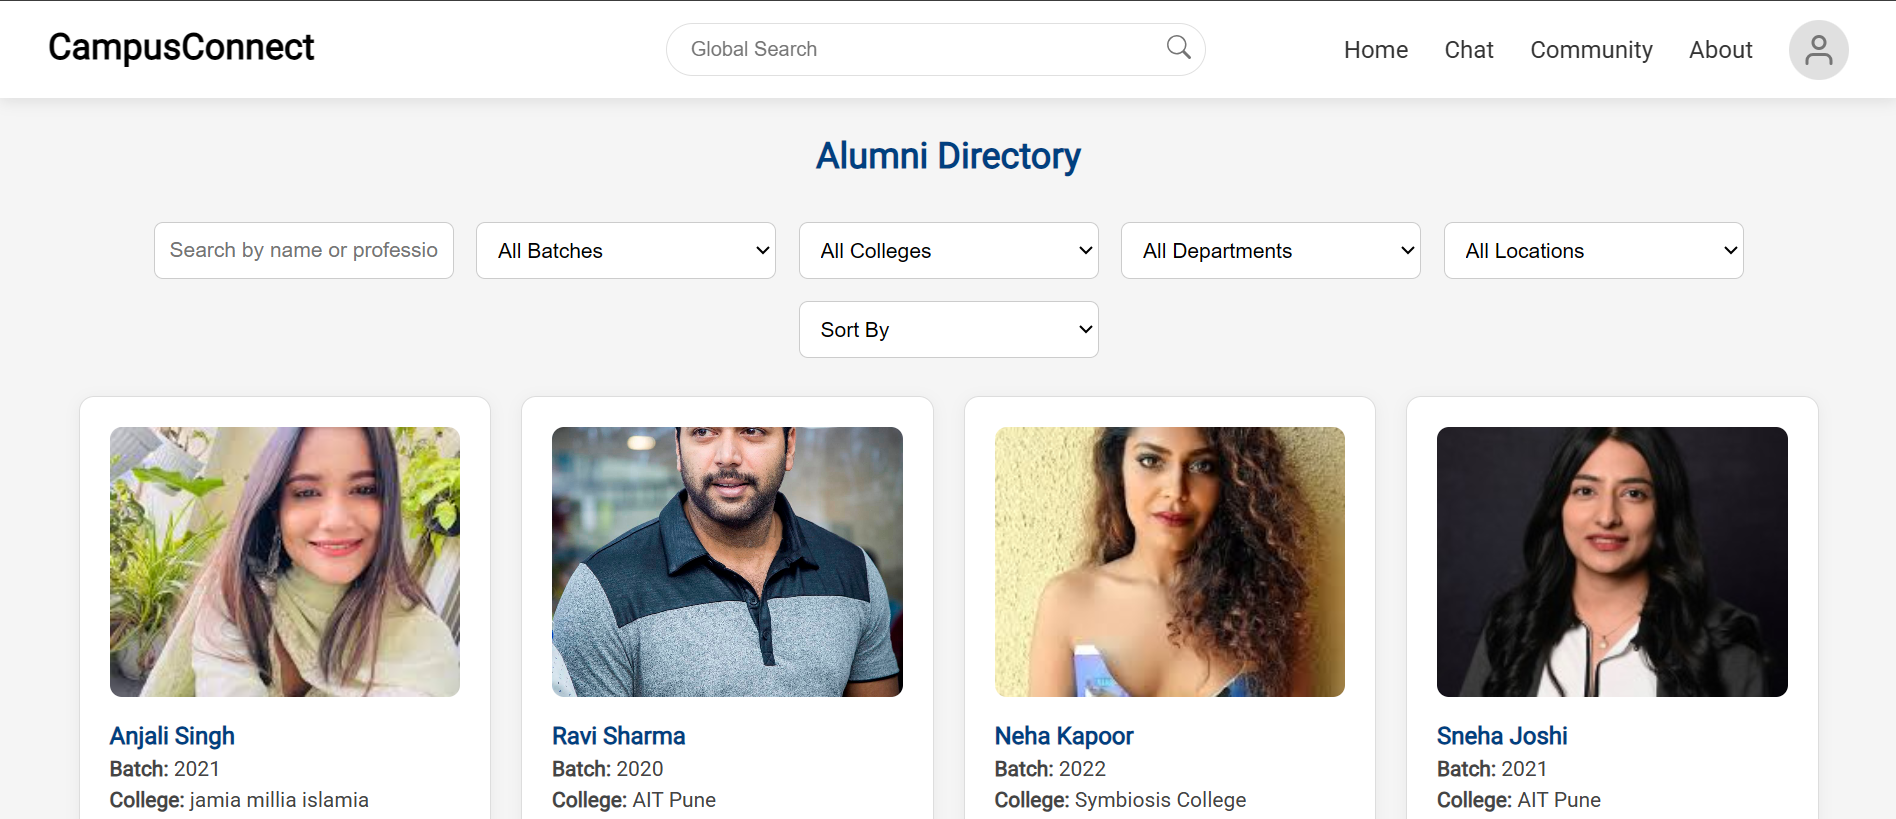 CampusConnect
Global Search
Home Chat Community About
Alumni Directory
Search by name or professio
All Batches
All Colleges
All Departments
All Locations
Sort By
Anjali Singh
Batch: 2021
College: jamia millia islamia
Ravi Sharma
Batch: 2020
College: AIT Pune
Neha Kapoor
Batch: 2022
College: Symbiosis College
Sneha Joshi
Batch: 2021
College: AIT Pune